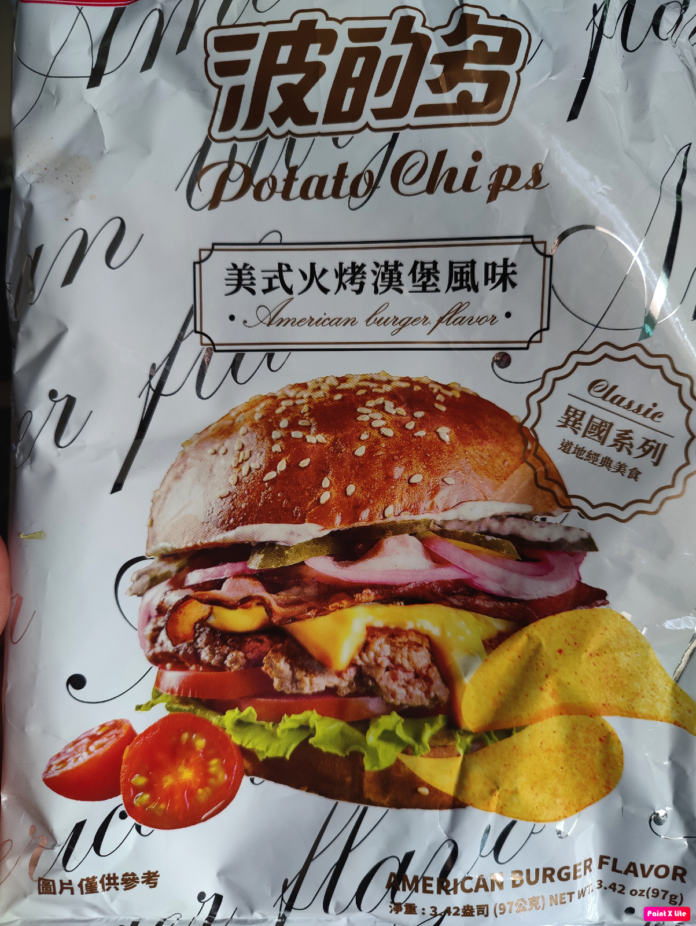 波的多
Potato Chips
美式火烤漢堡風味
American burger flavor
Classic
異國系列
道地經典美食
圖片僅供參考
AMERICAN BURGER FLAVOR
淨重：3.42盎司 (97公克) NET WT. 3.42 oz(97g)
Paint X Lite